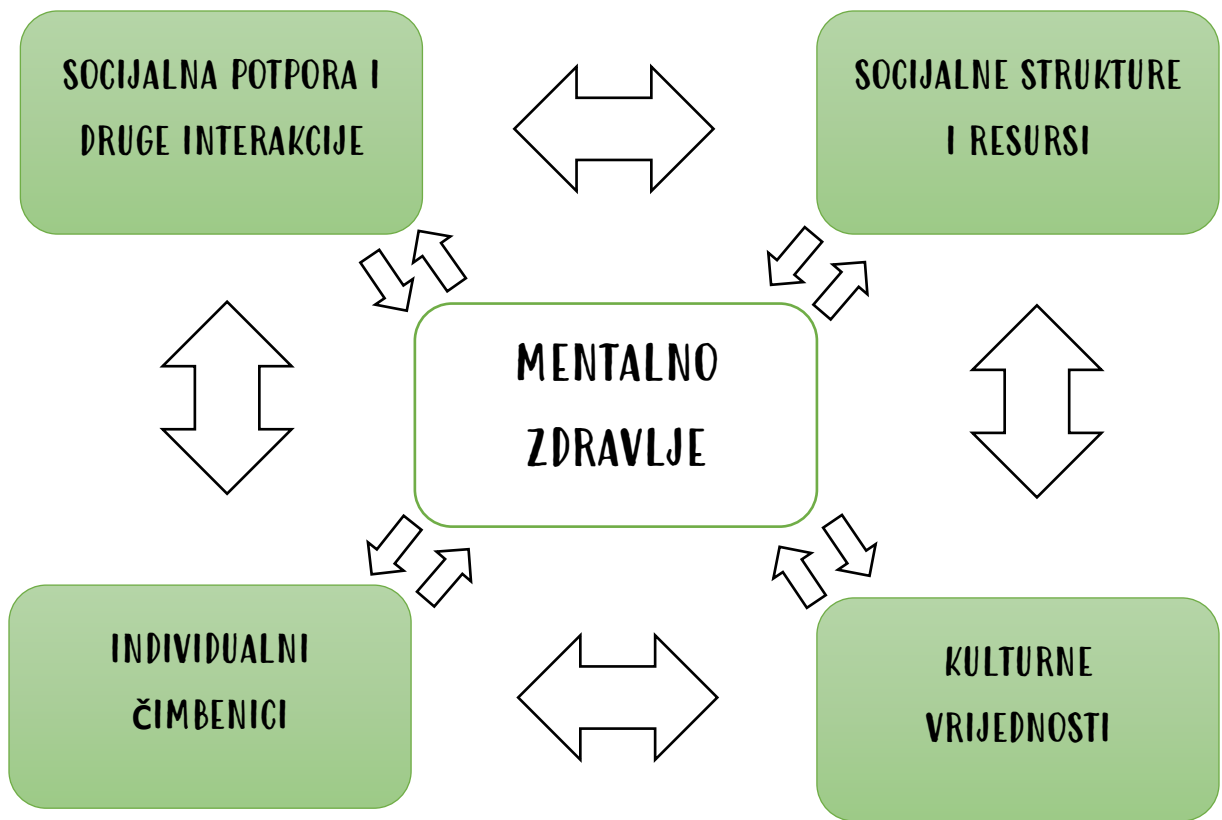 SOCIJALNA POTPORA I
DRUGE INTERAKCIJE
SOCIJALNE STRUKTURE
I RESURSI
MENTALNO
ZDRAVLJE
INDIVIDUALNI
ČIMBENICI
KULTURNE
VRIJEDNOSTI